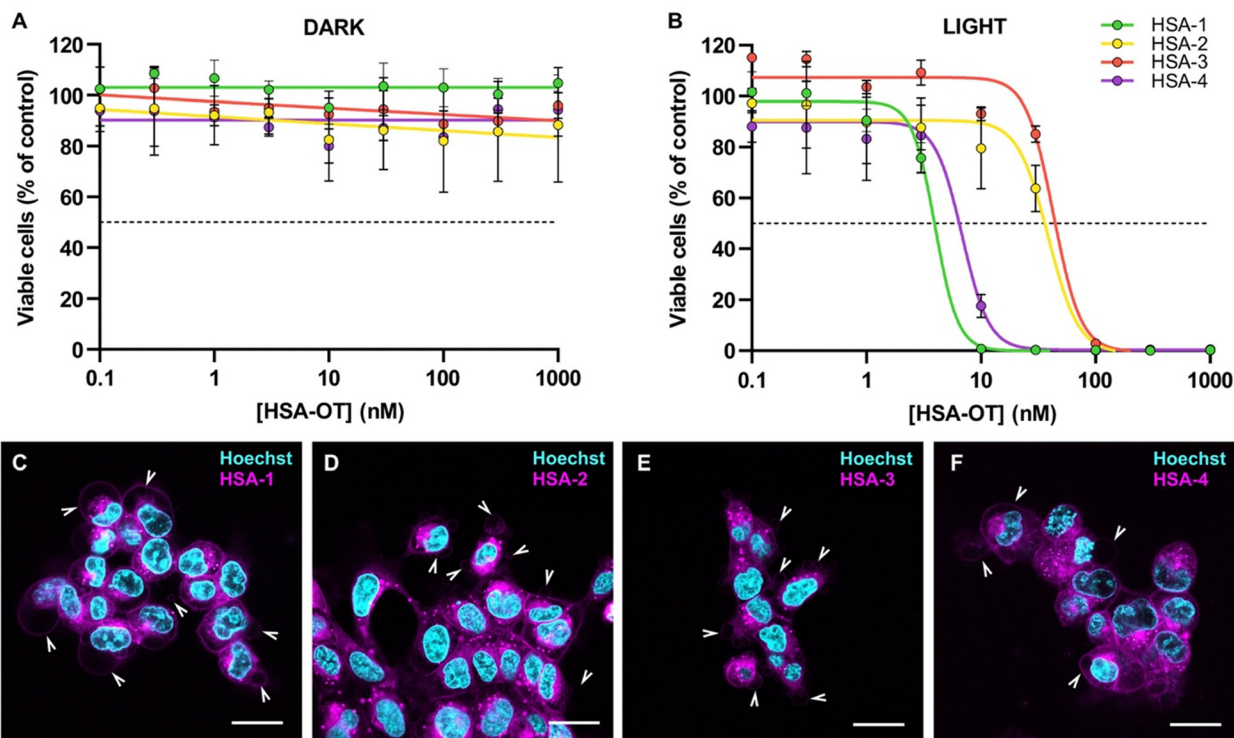 A
DARK
120
100
80
60
40
20
0
Viable cells (% of control)
0.1
1
10
100
1000
[HSA-OT] (nM)
B
LIGHT
HSA-1
HSA-2
HSA-3
HSA-4
120
100
80
60
40
20
0
Viable cells (% of control)
0.1
1
10
100
1000
[HSA-OT] (nM)
C
Hoechst
HSA-1
D
Hoechst
HSA-2
E
Hoechst
HSA-3
F
Hoechst
HSA-4